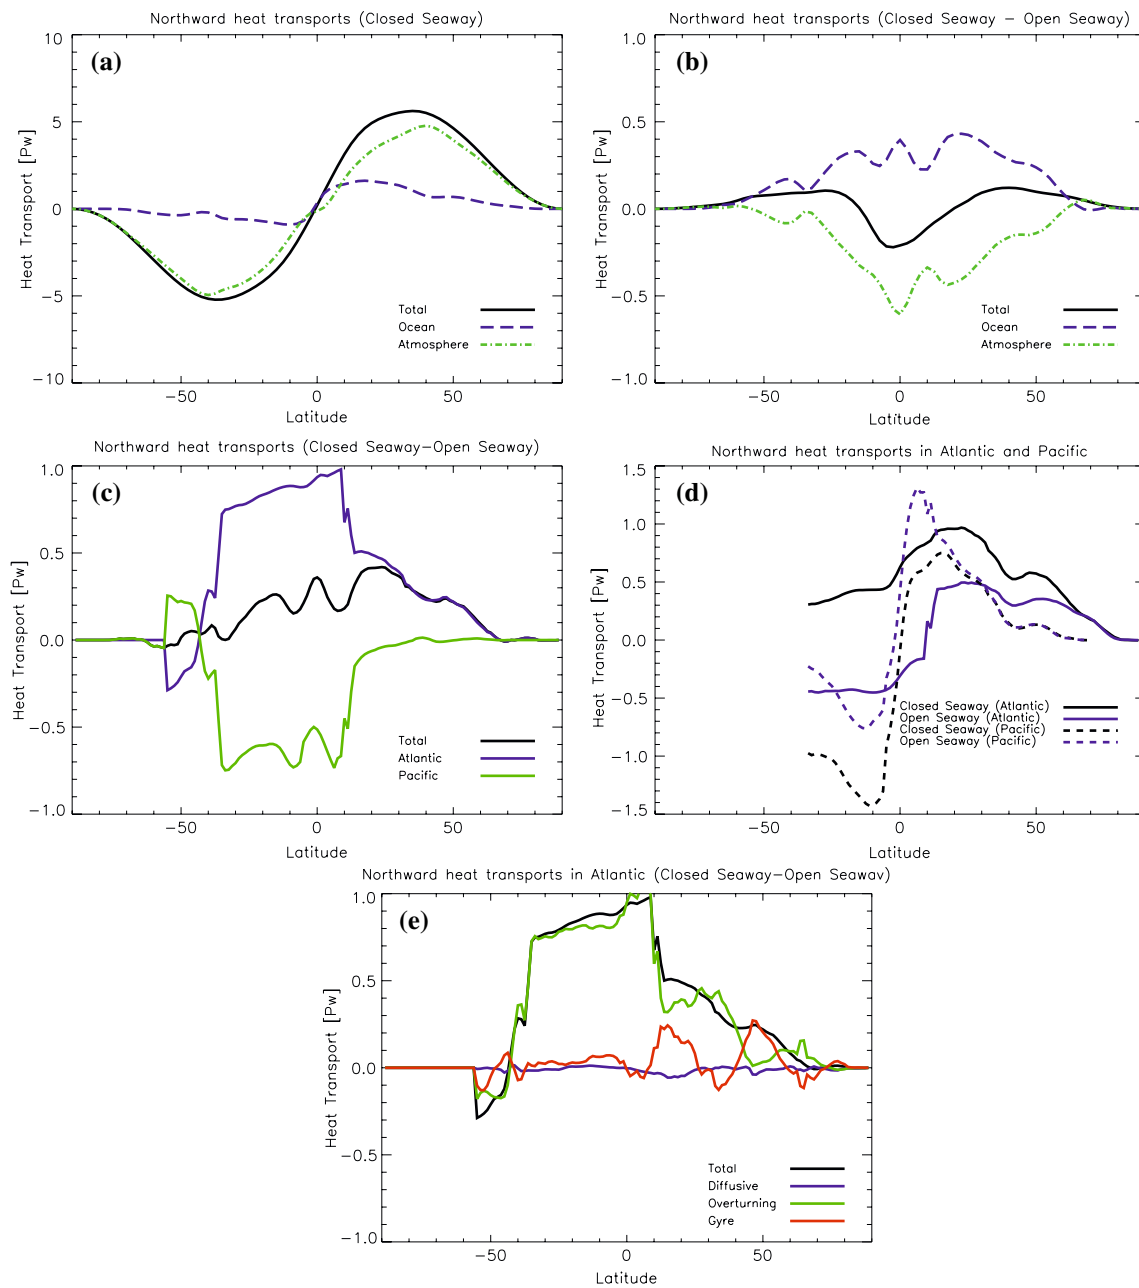 Northward heat transports (Closed Seaway)
(a)
Heat Transport [Pw]
10
5
0
−5
−10
Total
Ocean
Atmosphere
−50
0
50
Latitude
Northward heat transports (Closed Seaway − Open Seaway)
(b)
Heat Transport [Pw]
1.0
0.5
0.0
−0.5
−1.0
Total
Ocean
Atmosphere
−50
0
50
Latitude
Northward heat transports (Closed Seaway−Open Seaway)
(c)
Heat Transport [Pw]
1.0
0.5
0.0
−0.5
−1.0
Total
Atlantic
Pacific
−50
0
50
Latitude
Northward heat transports in Atlantic and Pacific
(d)
Heat Transport [Pw]
1.5
1.0
0.5
0.0
−0.5
−1.0
−1.5
Closed Seaway (Atlantic)
Open Seaway (Atlantic)
Closed Seaway (Pacific)
Open Seaway (Pacific)
−50
0
50
Latitude
Northward heat transports in Atlantic (Closed Seaway−Open Seaway)
(e)
Heat Transport [Pw]
1.0
0.5
0.0
−0.5
−1.0
Total
Diffusive
Overturning
Gyre
−50
0
50
Latitude